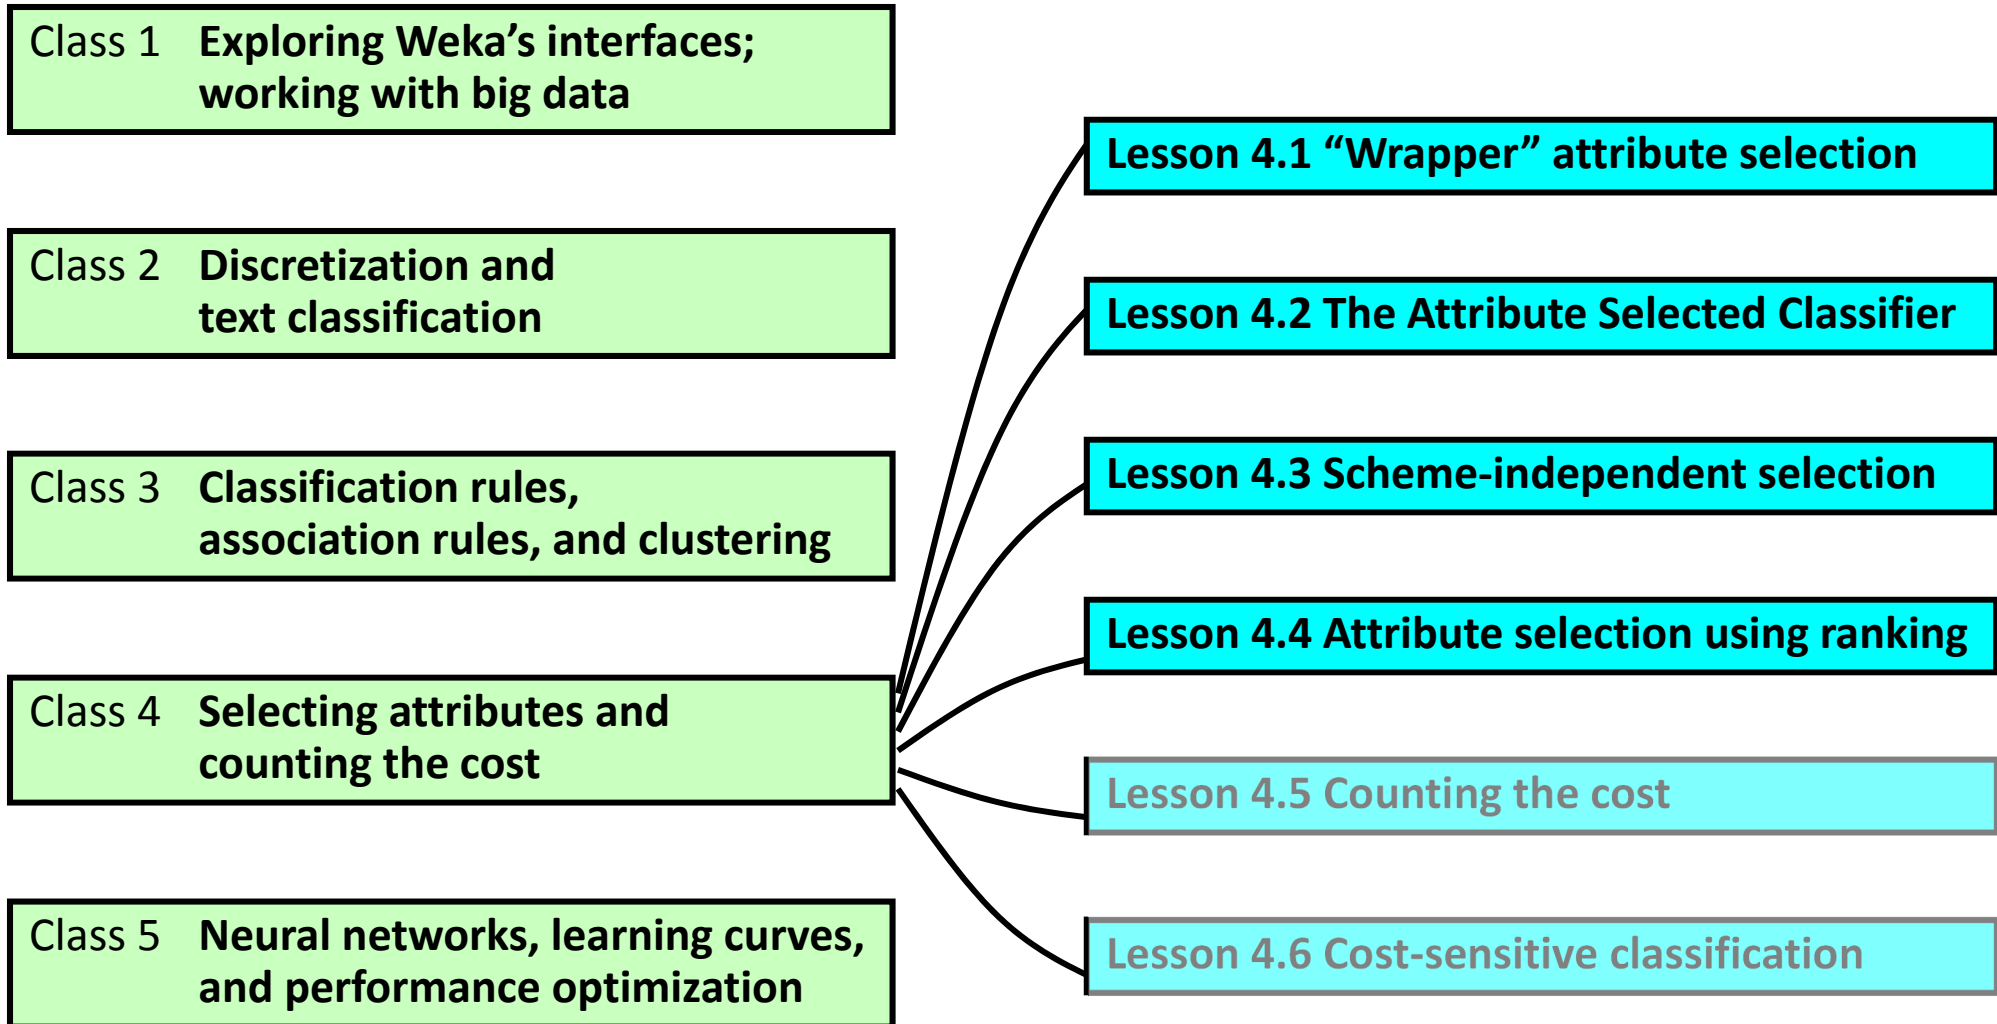 Class 1 Exploring Weka’s interfaces;
working with big data
Class 2 Discretization and
text classification
Class 3 Classification rules,
association rules, and clustering
Class 4 Selecting attributes and
counting the cost
Class 5 Neural networks, learning curves,
and performance optimization
Lesson 4.1 “Wrapper” attribute selection
Lesson 4.2 The Attribute Selected Classifier
Lesson 4.3 Scheme-independent selection
Lesson 4.4 Attribute selection using ranking
Lesson 4.5 Counting the cost
Lesson 4.6 Cost-sensitive classification